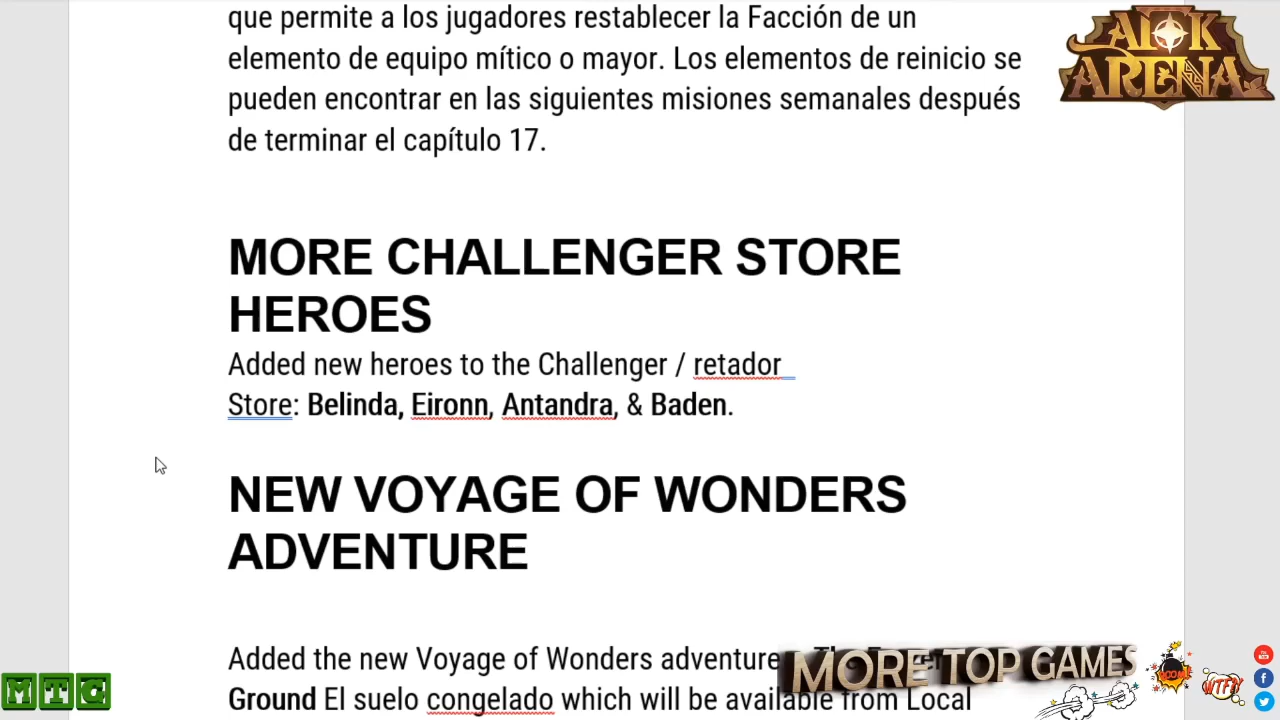 que permite a los jugadores restablecer la Facción de un
elemento de equipo mítico o mayor. Los elementos de reinicio se
pueden encontrar en las siguientes misiones semanales después
de terminar el capítulo 17.
AFK
ARENA
MORE CHALLENGER STORE
HEROES
Added new heroes to the Challenger / retador
Store: Belinda, Eironn, Antandra, & Baden.
NEW VOYAGE OF WONDERS
ADVENTURE
Added the new Voyage of Wonders adventure
Ground El suelo congelado which will be available from Local
MORE TOP GAMES
BOOM!
WTF?!
MTG